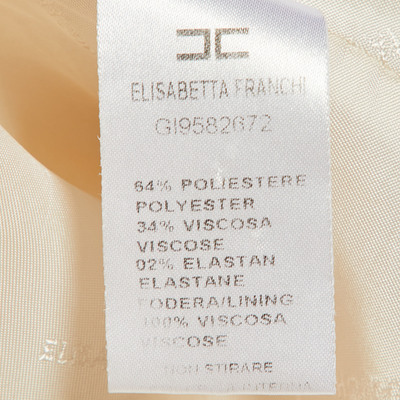 ELISABETTA FRANCHI
GI9582672
64% POLIESTERE
POLYESTER
34% VISCOSA
VISCOSE
02% ELASTAN
ELASTANE
FODERA/LINING
100% VISCOSA
VISCOSE
NON STIRARE
INTERNA